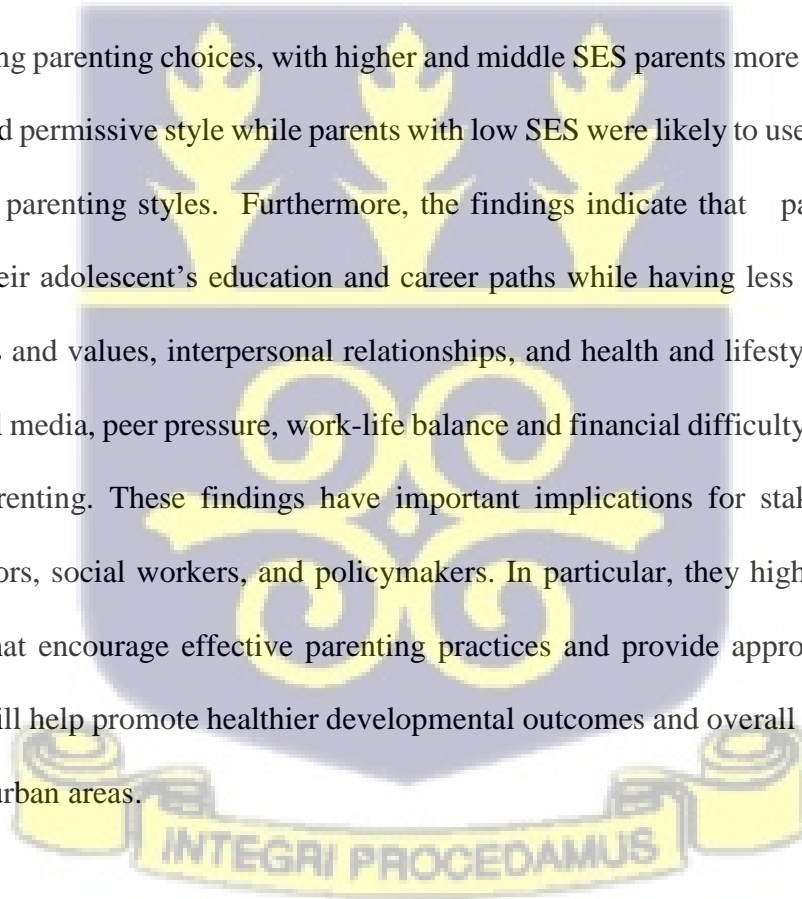 ng parenting choices, with higher and middle SES parents more
d permissive style while parents with low SES were likely to use
parenting styles. Furthermore, the findings indicate that pa
eir adolescent’s education and career paths while having less
s and values, interpersonal relationships, and health and lifesty
l media, peer pressure, work-life balance and financial difficulty
renting. These findings have important implications for stak
ors, social workers, and policymakers. In particular, they high
hat encourage effective parenting practices and provide appro
ill help promote healthier developmental outcomes and overall
urban areas.
INTEGRI PROCEDAMUS